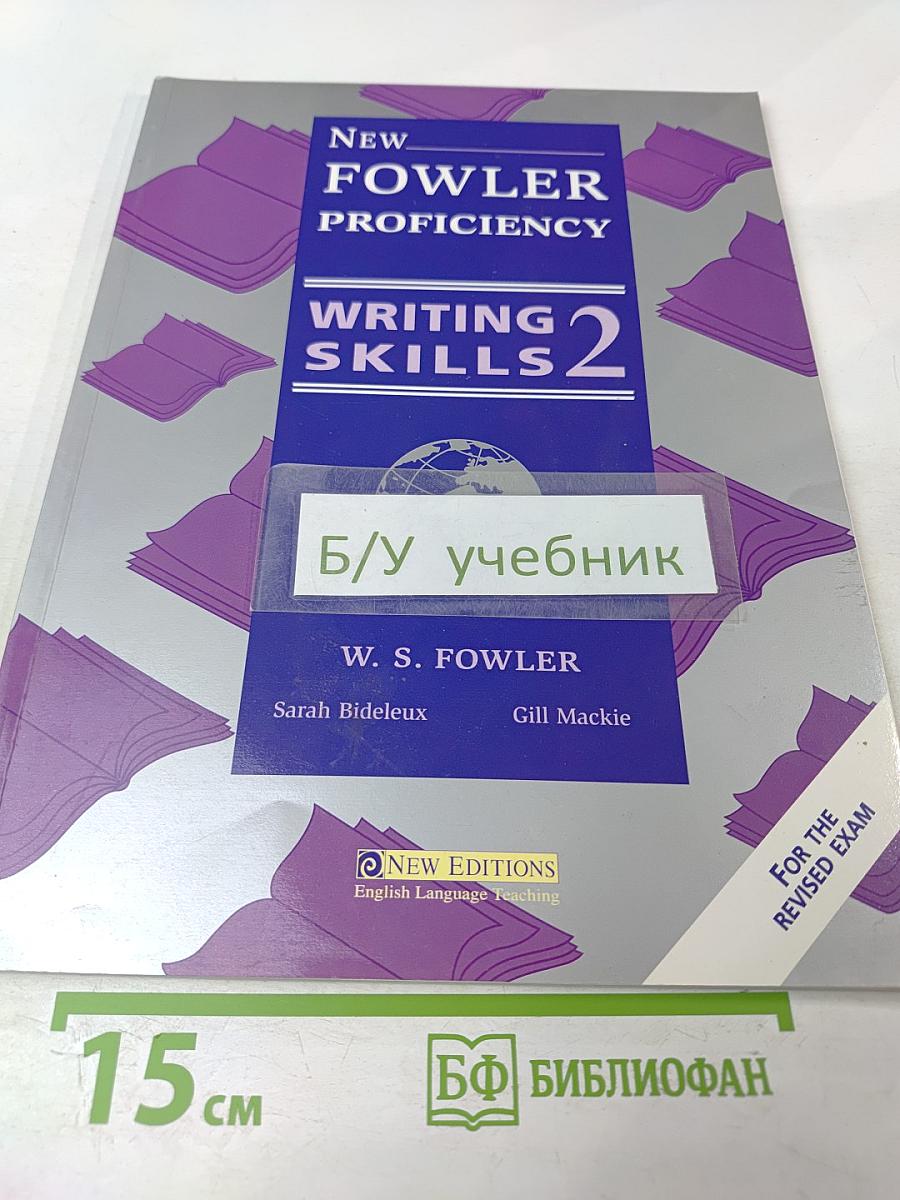 NEW
FOWLER
PROFICIENCY
WRITING
SKILLS 2
Б/У учебник
W. S. FOWLER
Sarah Bideleux Gill Mackie
FOR THE
REVISED EXAM
NEW EDITIONS
English Language Teaching
15 см
БФ БИБЛИОФАН